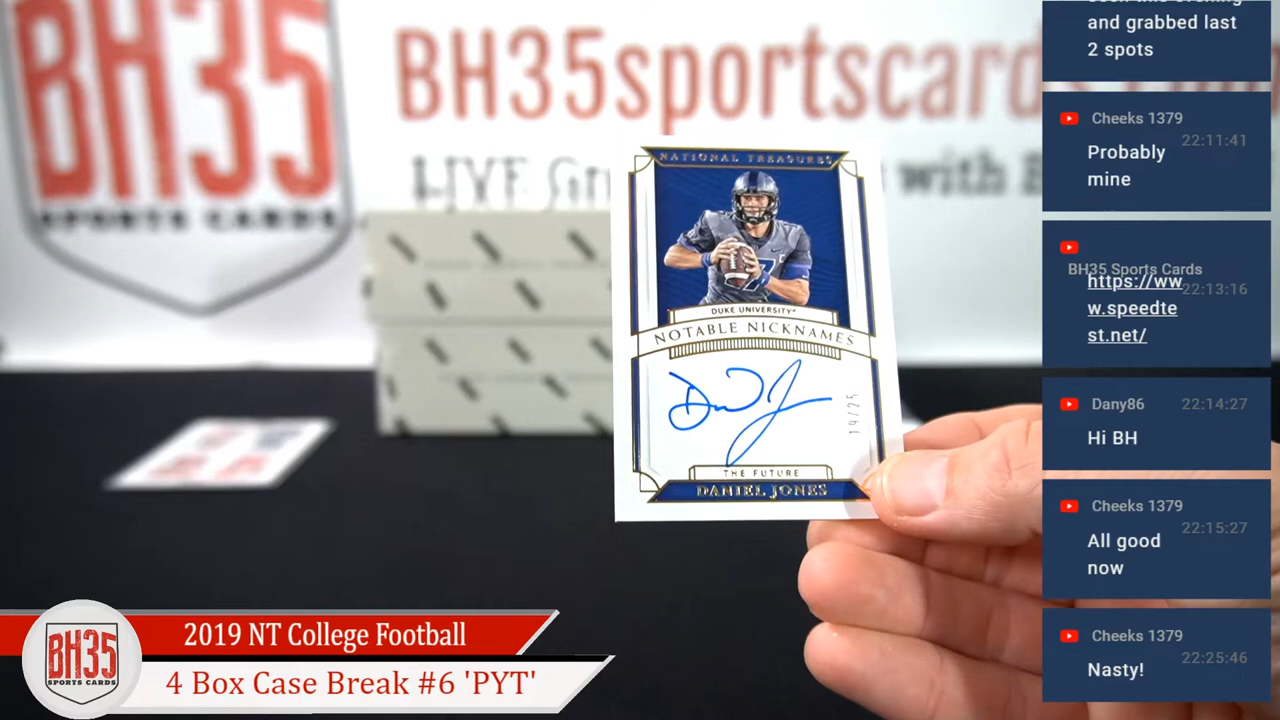 BH35
SPORTS CARDS
BH35sportscards
LIVE
with
NATIONAL TREASURES
DUKE UNIVERSITY
NOTABLE NICKNAMES
19/25
THE FUTURE
DANIEL JONES
2019 NT College Football
4 Box Case Break #6 'PYT'
BH35
SPORTS CARDS
and grabbed last
2 spots
Cheeks 1379
22:11:41
Probably
mine
BH35 Sports Cards
22:13:16
https://ww
w.speedte
st.net/
Dany86
22:14:27
Hi BH
Cheeks 1379
22:15:27
All good
now
Cheeks 1379
22:25:46
Nasty!